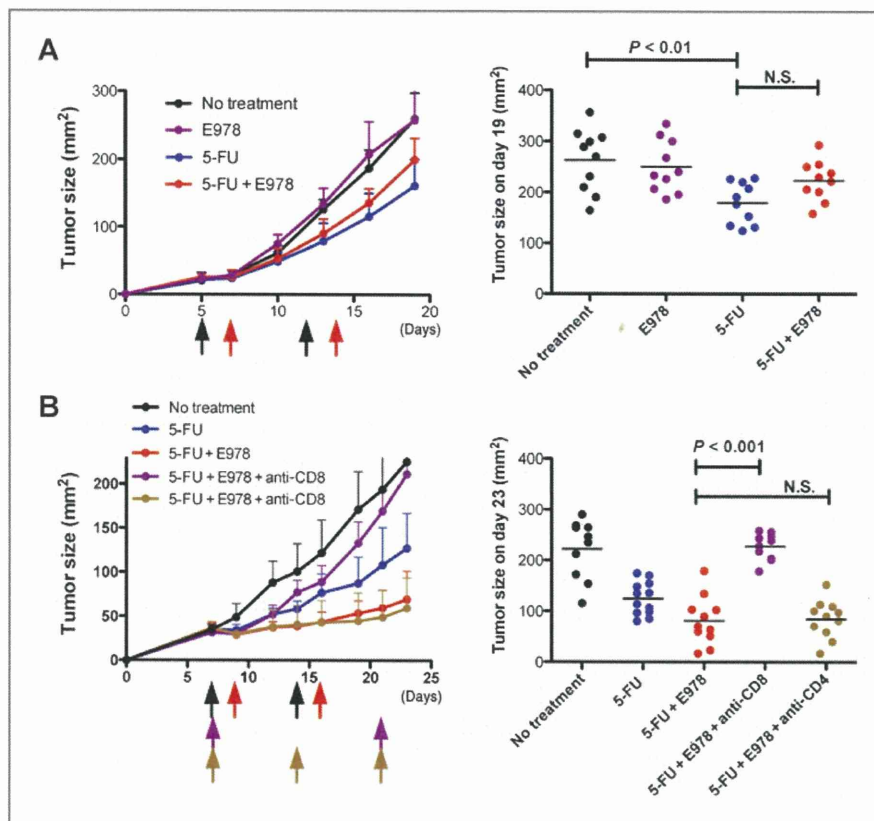 A
Tumor size (mm²)
300
200
100
0
0
5
10
15
20
(Days)
No treatment
E978
5-FU
5-FU + E978
P < 0.01
N.S.
Tumor size on day 19 (mm²)
400
300
200
100
0
No treatment
E978
5-FU
5-FU + E978
B
No treatment
5-FU
5-FU + E978
5-FU + E978 + anti-CD8
5-FU + E978 + anti-CD8
Tumor size (mm²)
200
150
100
50
0
0
5
10
15
20
25
(Days)
P < 0.001
N.S.
Tumor size on day 23 (mm²)
400
300
200
100
0
No treatment
5-FU
5-FU + E978
5-FU + E978 + anti-CD8
5-FU + E978 + anti-CD4